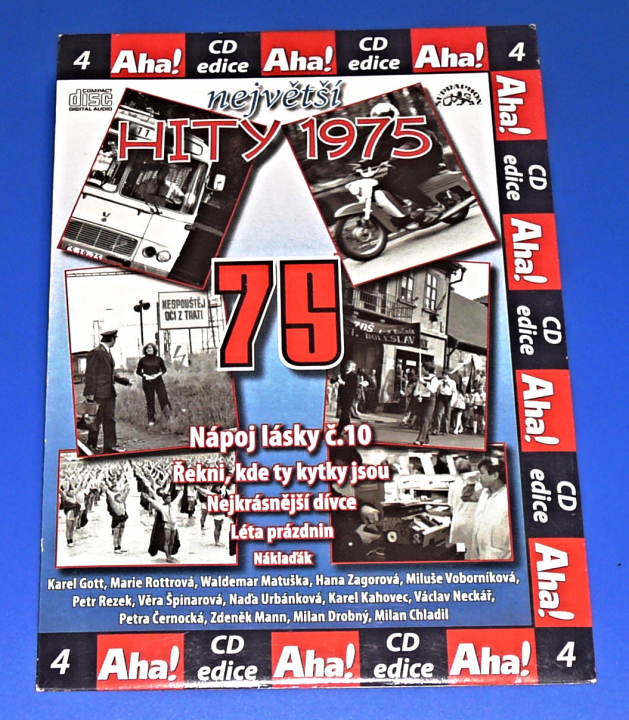 4 Aha! CD edice Aha! CD edice Aha! 4
COMPACT disc DIGITAL AUDIO
největší
SUPRAPHON
HITY 1975
Aha!
CD edice
Aha!
CD edice
Aha!
CD edice
Aha!
NESPOUŠTĚJ
OČI Z TRATI
75
BOLESLAV
Nápoj lásky č.10
Řekni, kde ty kytky jsou
Nejkrásnější dívce
Léta prázdnin
Náklaďák
Karel Gott, Marie Rottrová, Waldemar Matuška, Hana Zagorová, Miluše Voborníková,
Petr Rezek, Věra Špinarová, Naďa Urbánková, Karel Kahovec, Václav Neckář,
Petra Černocká, Zdeněk Mann, Milan Drobný, Milan Chladil
4 Aha! CD edice Aha! CD edice Aha! 4